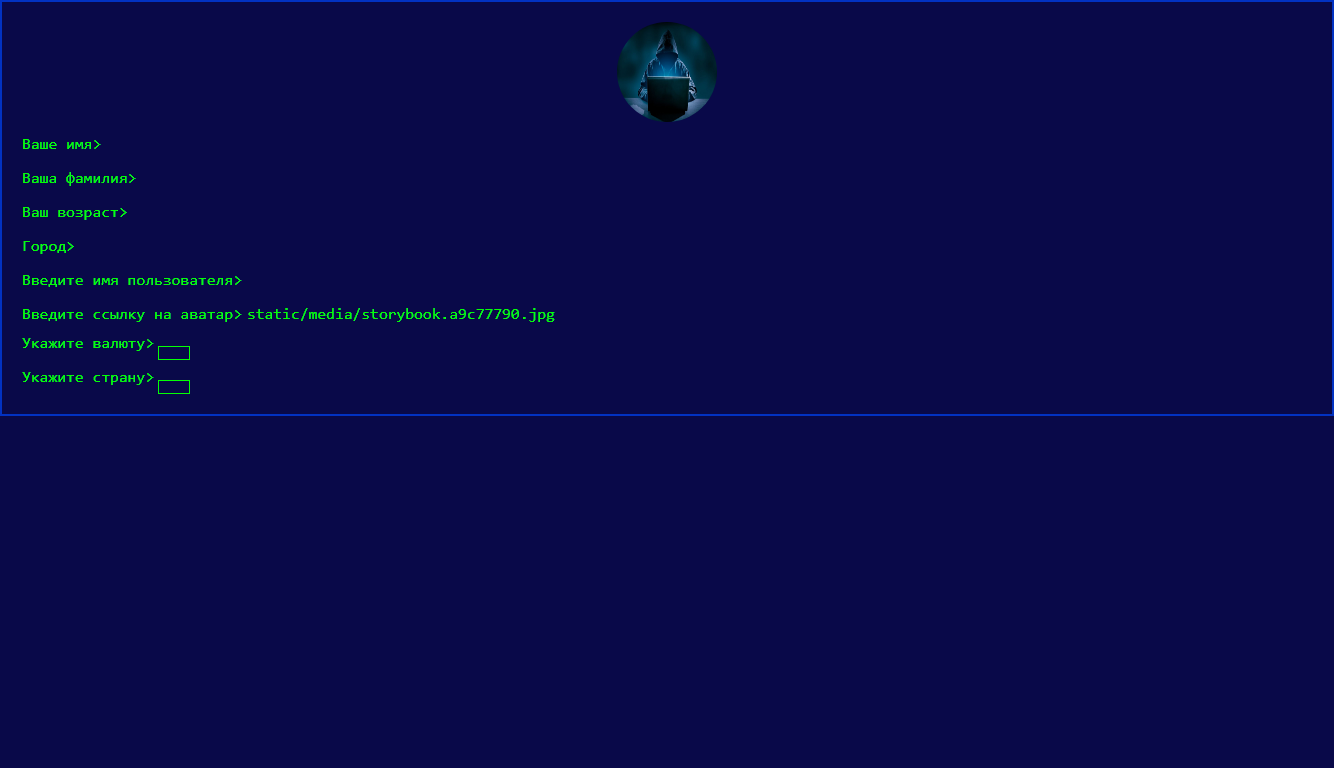 Ваше имя>
Ваша фамилия>
Ваш возраст>
Город>
Введите имя пользователя>
Введите ссылку на аватар> static/media/storybook.a9c77790.jpg
Укажите валюту>
Укажите страну>